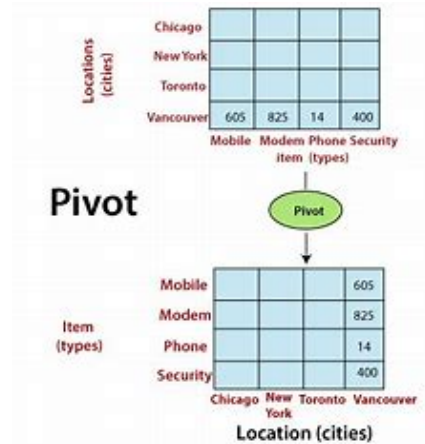 Chicago
New York
Toronto
Vancouver 605 825 14 400
Mobile Modem Phone Security
item (types)
Locations
(cities)
Pivot
Pivot
Mobile 605
Modem 825
Phone 14
Security 400
Item
(types)
Chicago New York Toronto Vancouver
Location (cities)